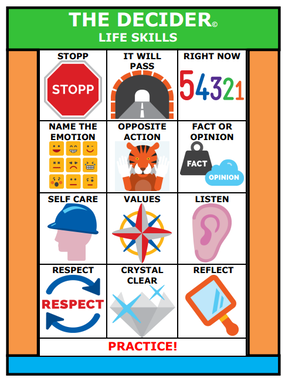 THE DECIDER©
LIFE SKILLS
STOPP
STOPP
IT WILL
PASS
RIGHT NOW
54321
NAME THE
EMOTION
OPPOSITE
ACTION
FACT OR
OPINION
FACT
OPINION
SELF CARE
VALUES
LISTEN
RESPECT
RESPECT
CRYSTAL
CLEAR
REFLECT
PRACTICE!